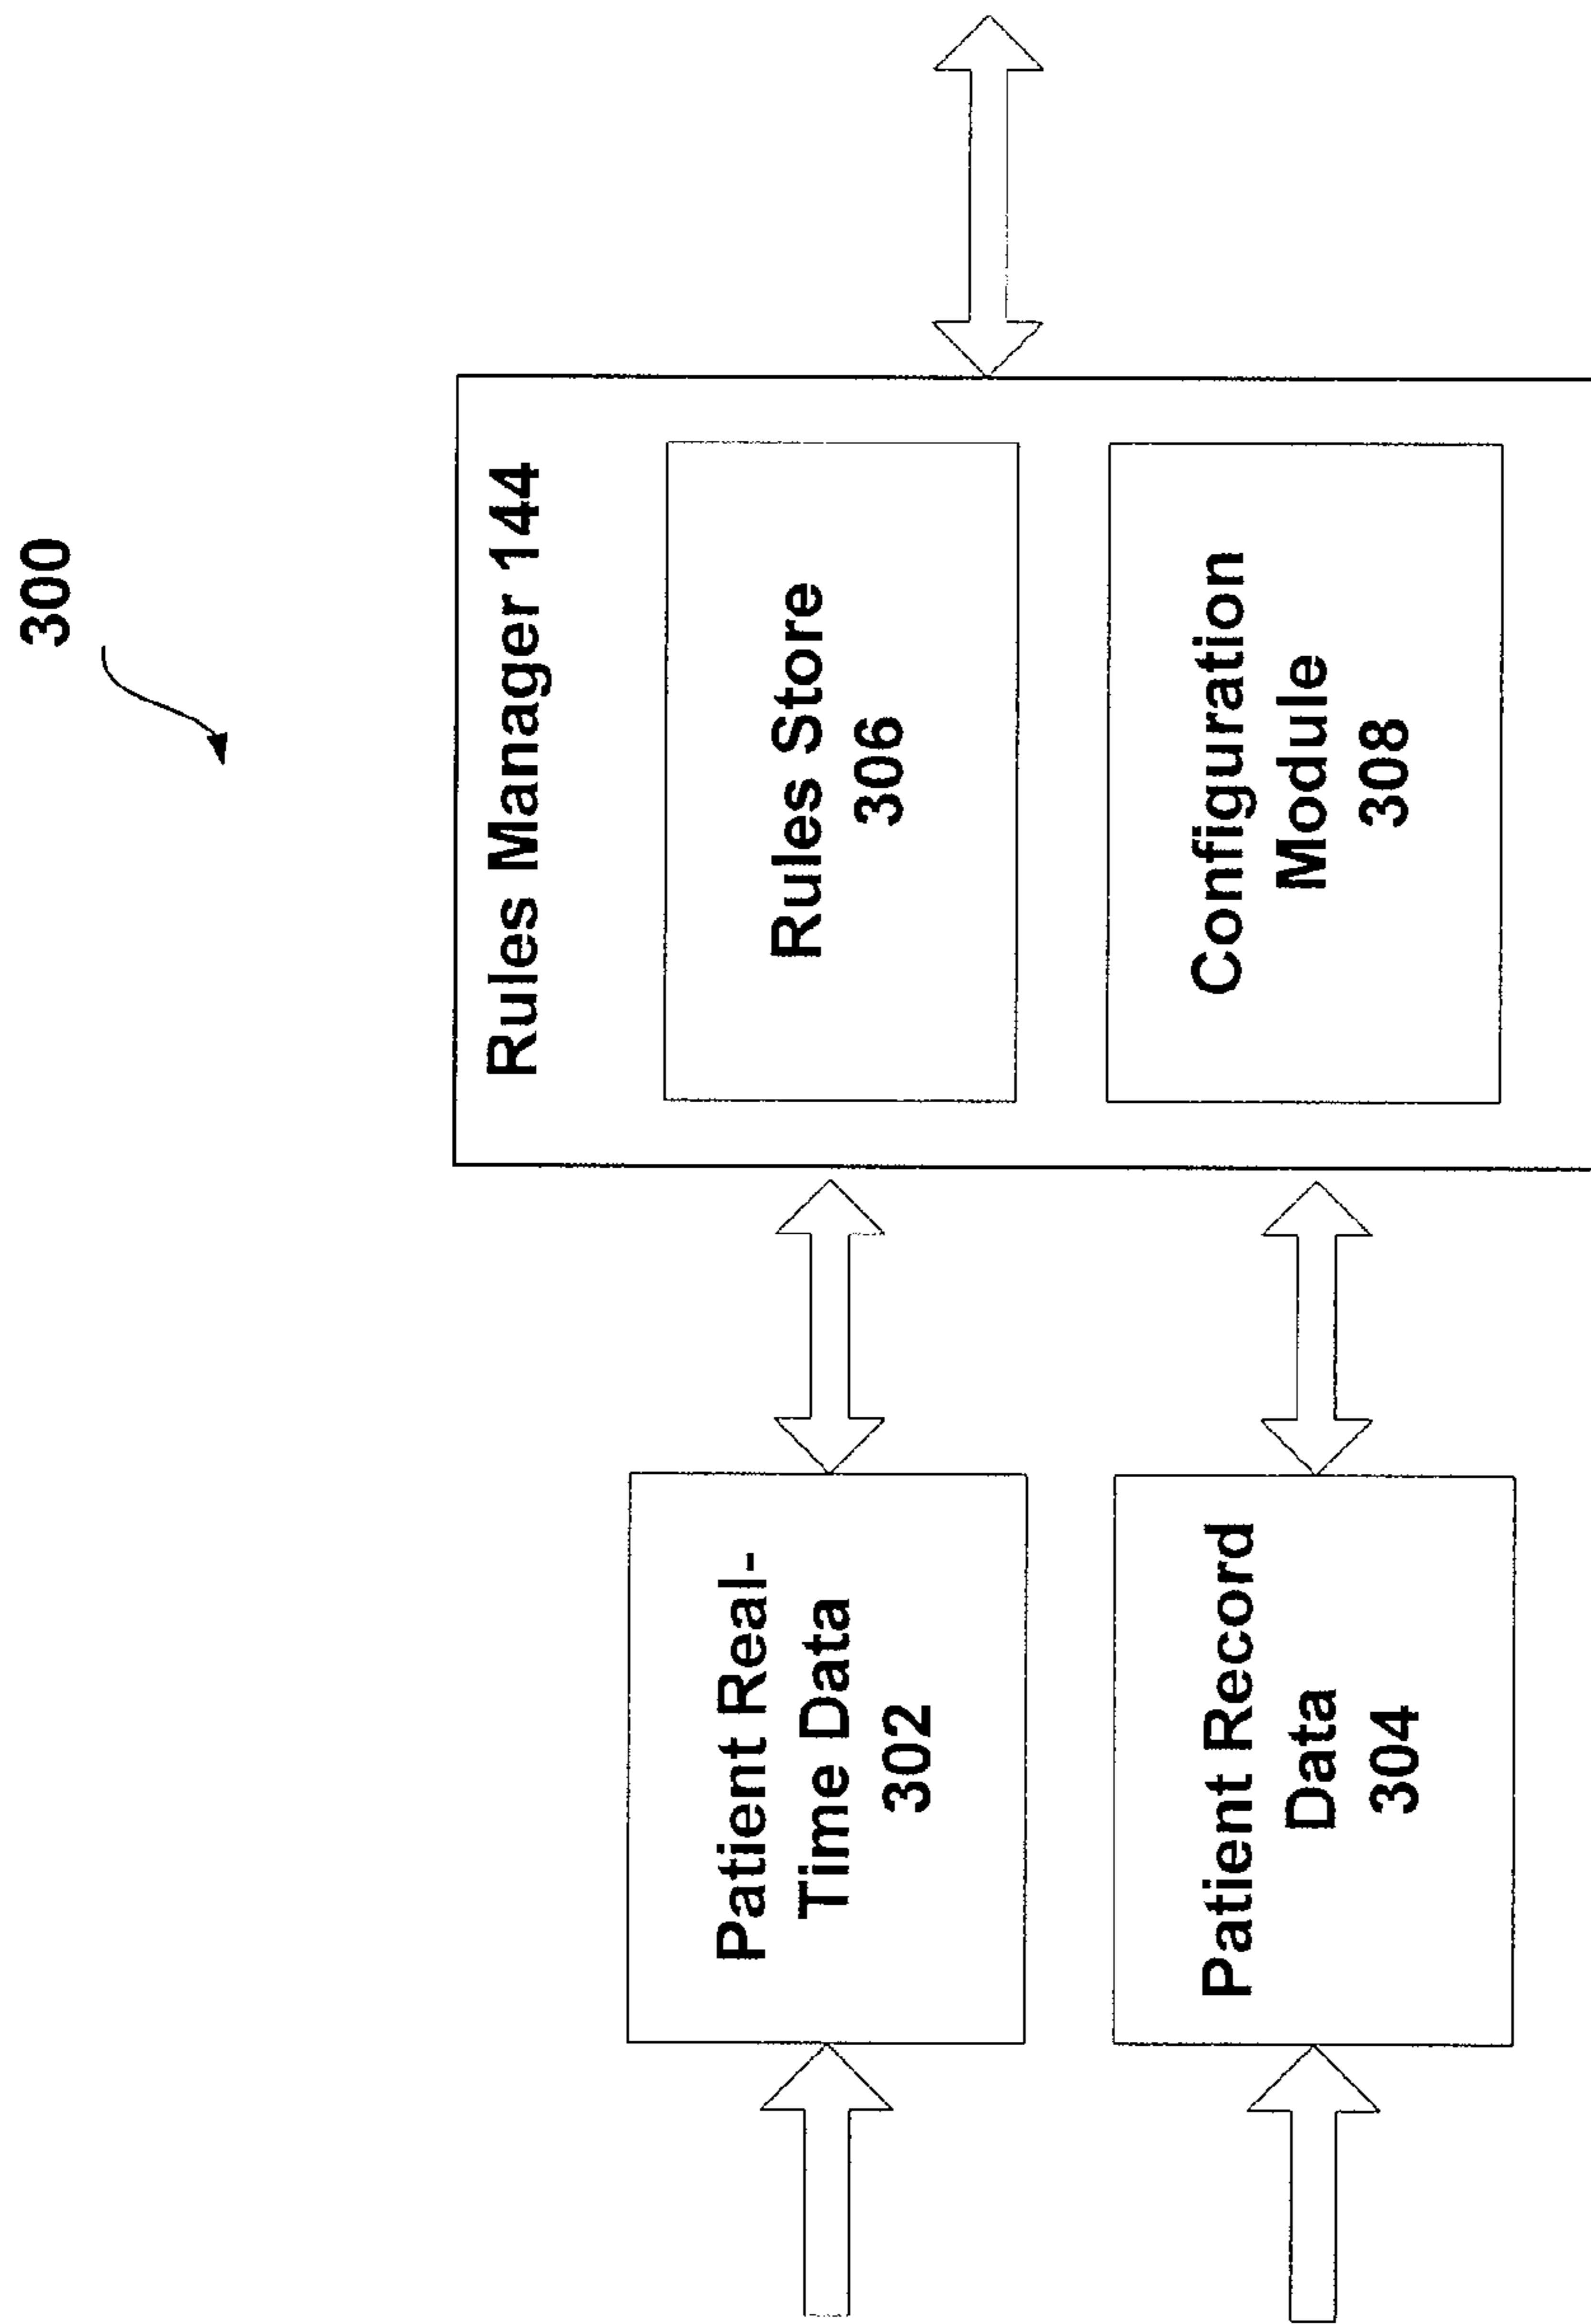 300
Rules Manager 144
Rules Store
306
Configuration
Module
308
Patient Real-
Time Data
302
Patient Record
Data
304